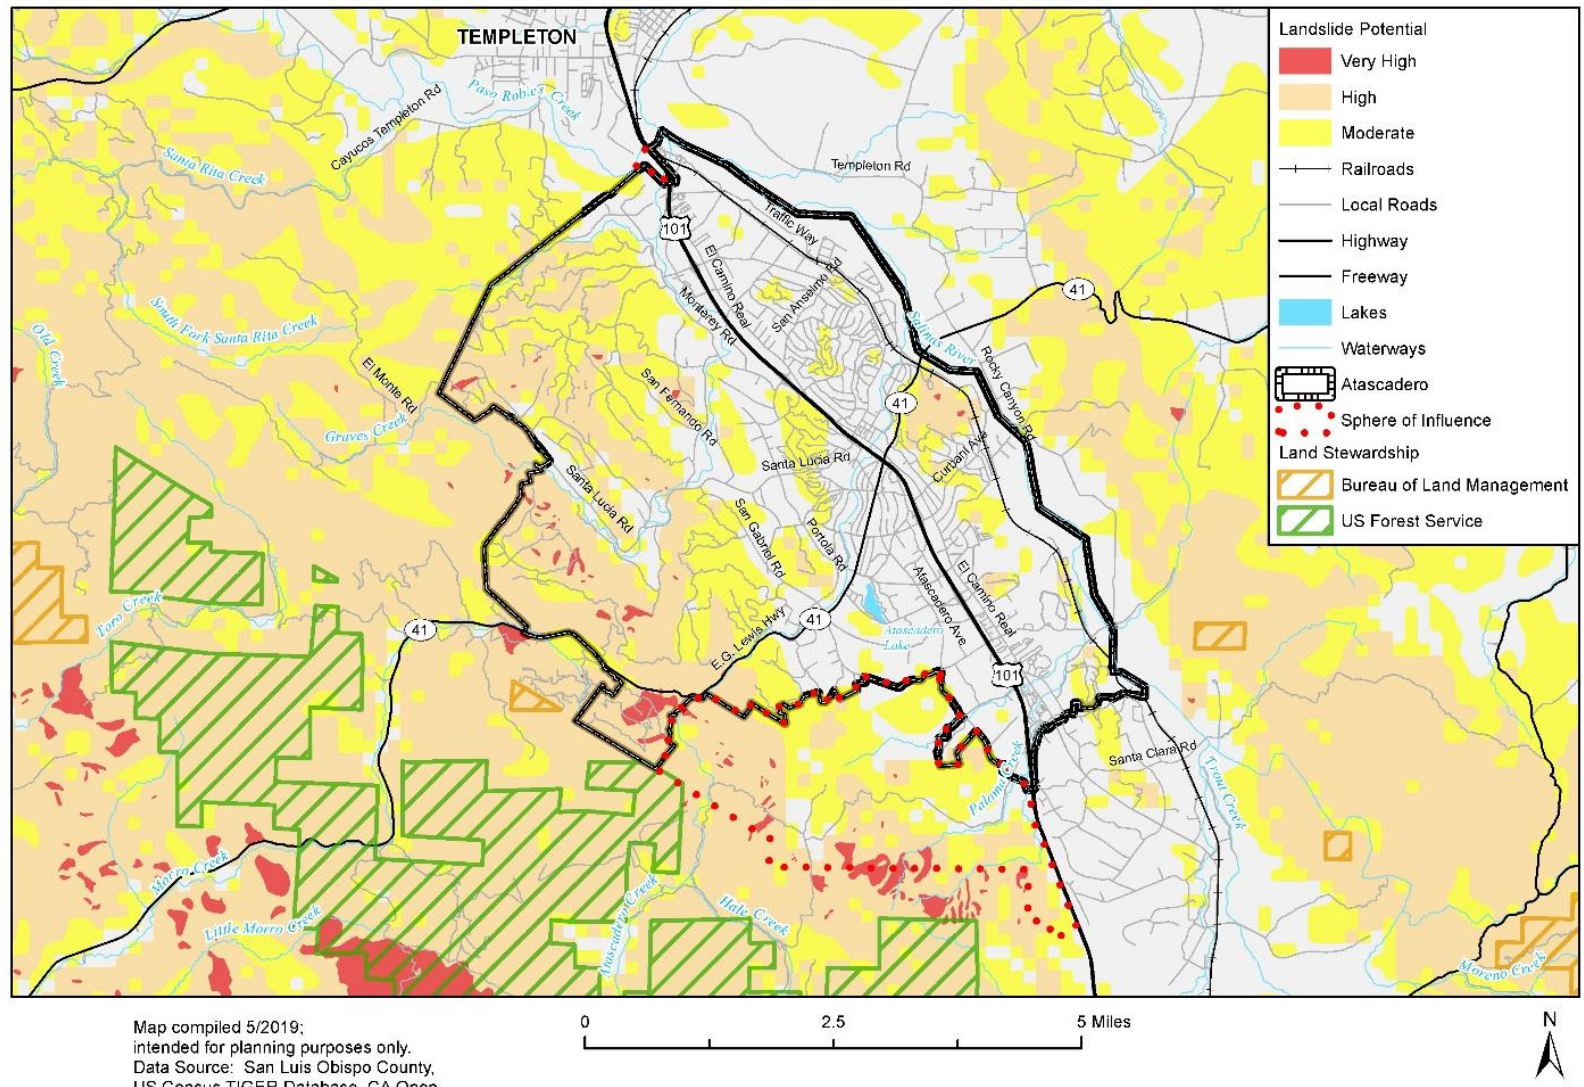 TEMPLETON
Paso Robles Creek
Cayucos Templeton Rd
Santa Rita Creek
Templeton Rd
Traffic Way
101
El Camino Real
San Anselmo Rd
Monterey Rd
41
South Fork Santa Rita Creek
Old Creek
Salinas River
Rocky Canyon Rd
El Monte Rd
San Fernando Rd
41
Graves Creek
Curbaril Ave
Santa Lucia Rd
Santa Lucia Rd
San Gabriel Rd
Portola Rd
Atascadero Ave
El Camino Real
Toro Creek
41
41
E.G. Lewis Hwy
Atascadero
Lake
101
Santa Clara Rd
Paloma Creek
Trout Creek
Morro Creek
Little Morro Creek
Atascadero Creek
Hale Creek
Moreno Creek
Landslide Potential
Very High
High
Moderate
Railroads
Local Roads
Highway
Freeway
Lakes
Waterways
Atascadero
Sphere of Influence
Land Stewardship
Bureau of Land Management
US Forest Service
Map compiled 5/2019;
intended for planning purposes only.
Data Source: San Luis Obispo County,
US Census TIGER Database, CA Open
0 2.5 5 Miles
N